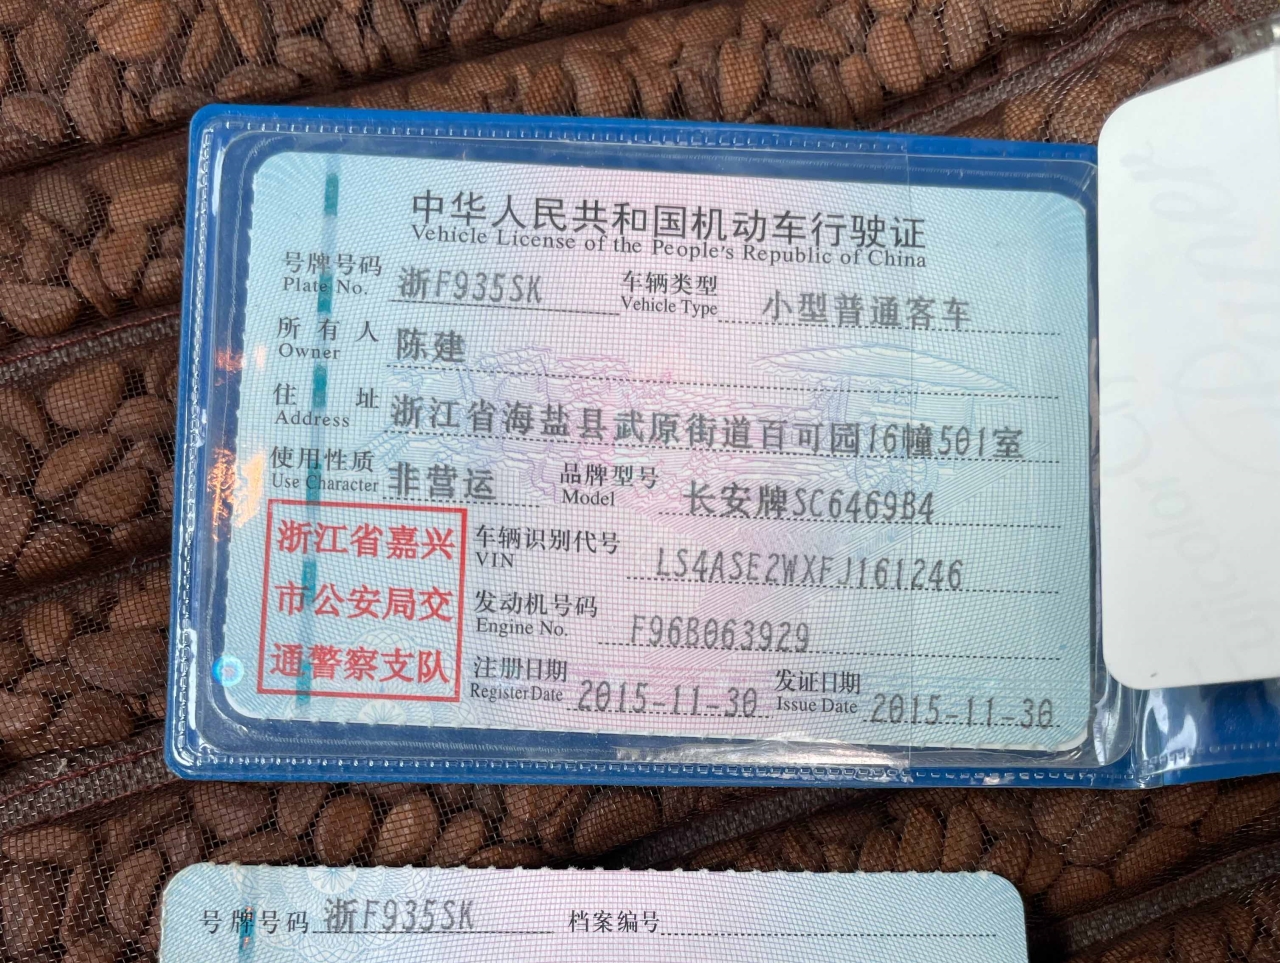 中华人民共和国机动车行驶证
Vehicle License of the People's Republic of China
号牌号码 浙F935SK 车辆类型 小型普通客车
Plate No. Vehicle Type
所有人 陈建
Owner
住址 浙江省海盐县武原街道百可园16幢501室
Address
使用性质 非营运 品牌型号 长安牌SC6469B4
Use Character Model
浙江省嘉兴
市公安局交
通警察支队
车辆识别代号 LS4ASE2WXFJ161246
VIN
发动机号码 F96B063929
Engine No.
注册日期 2015-11-30 发证日期 2015-11-30
Register Date Issue Date
号牌号码 浙F935SK 档案编号